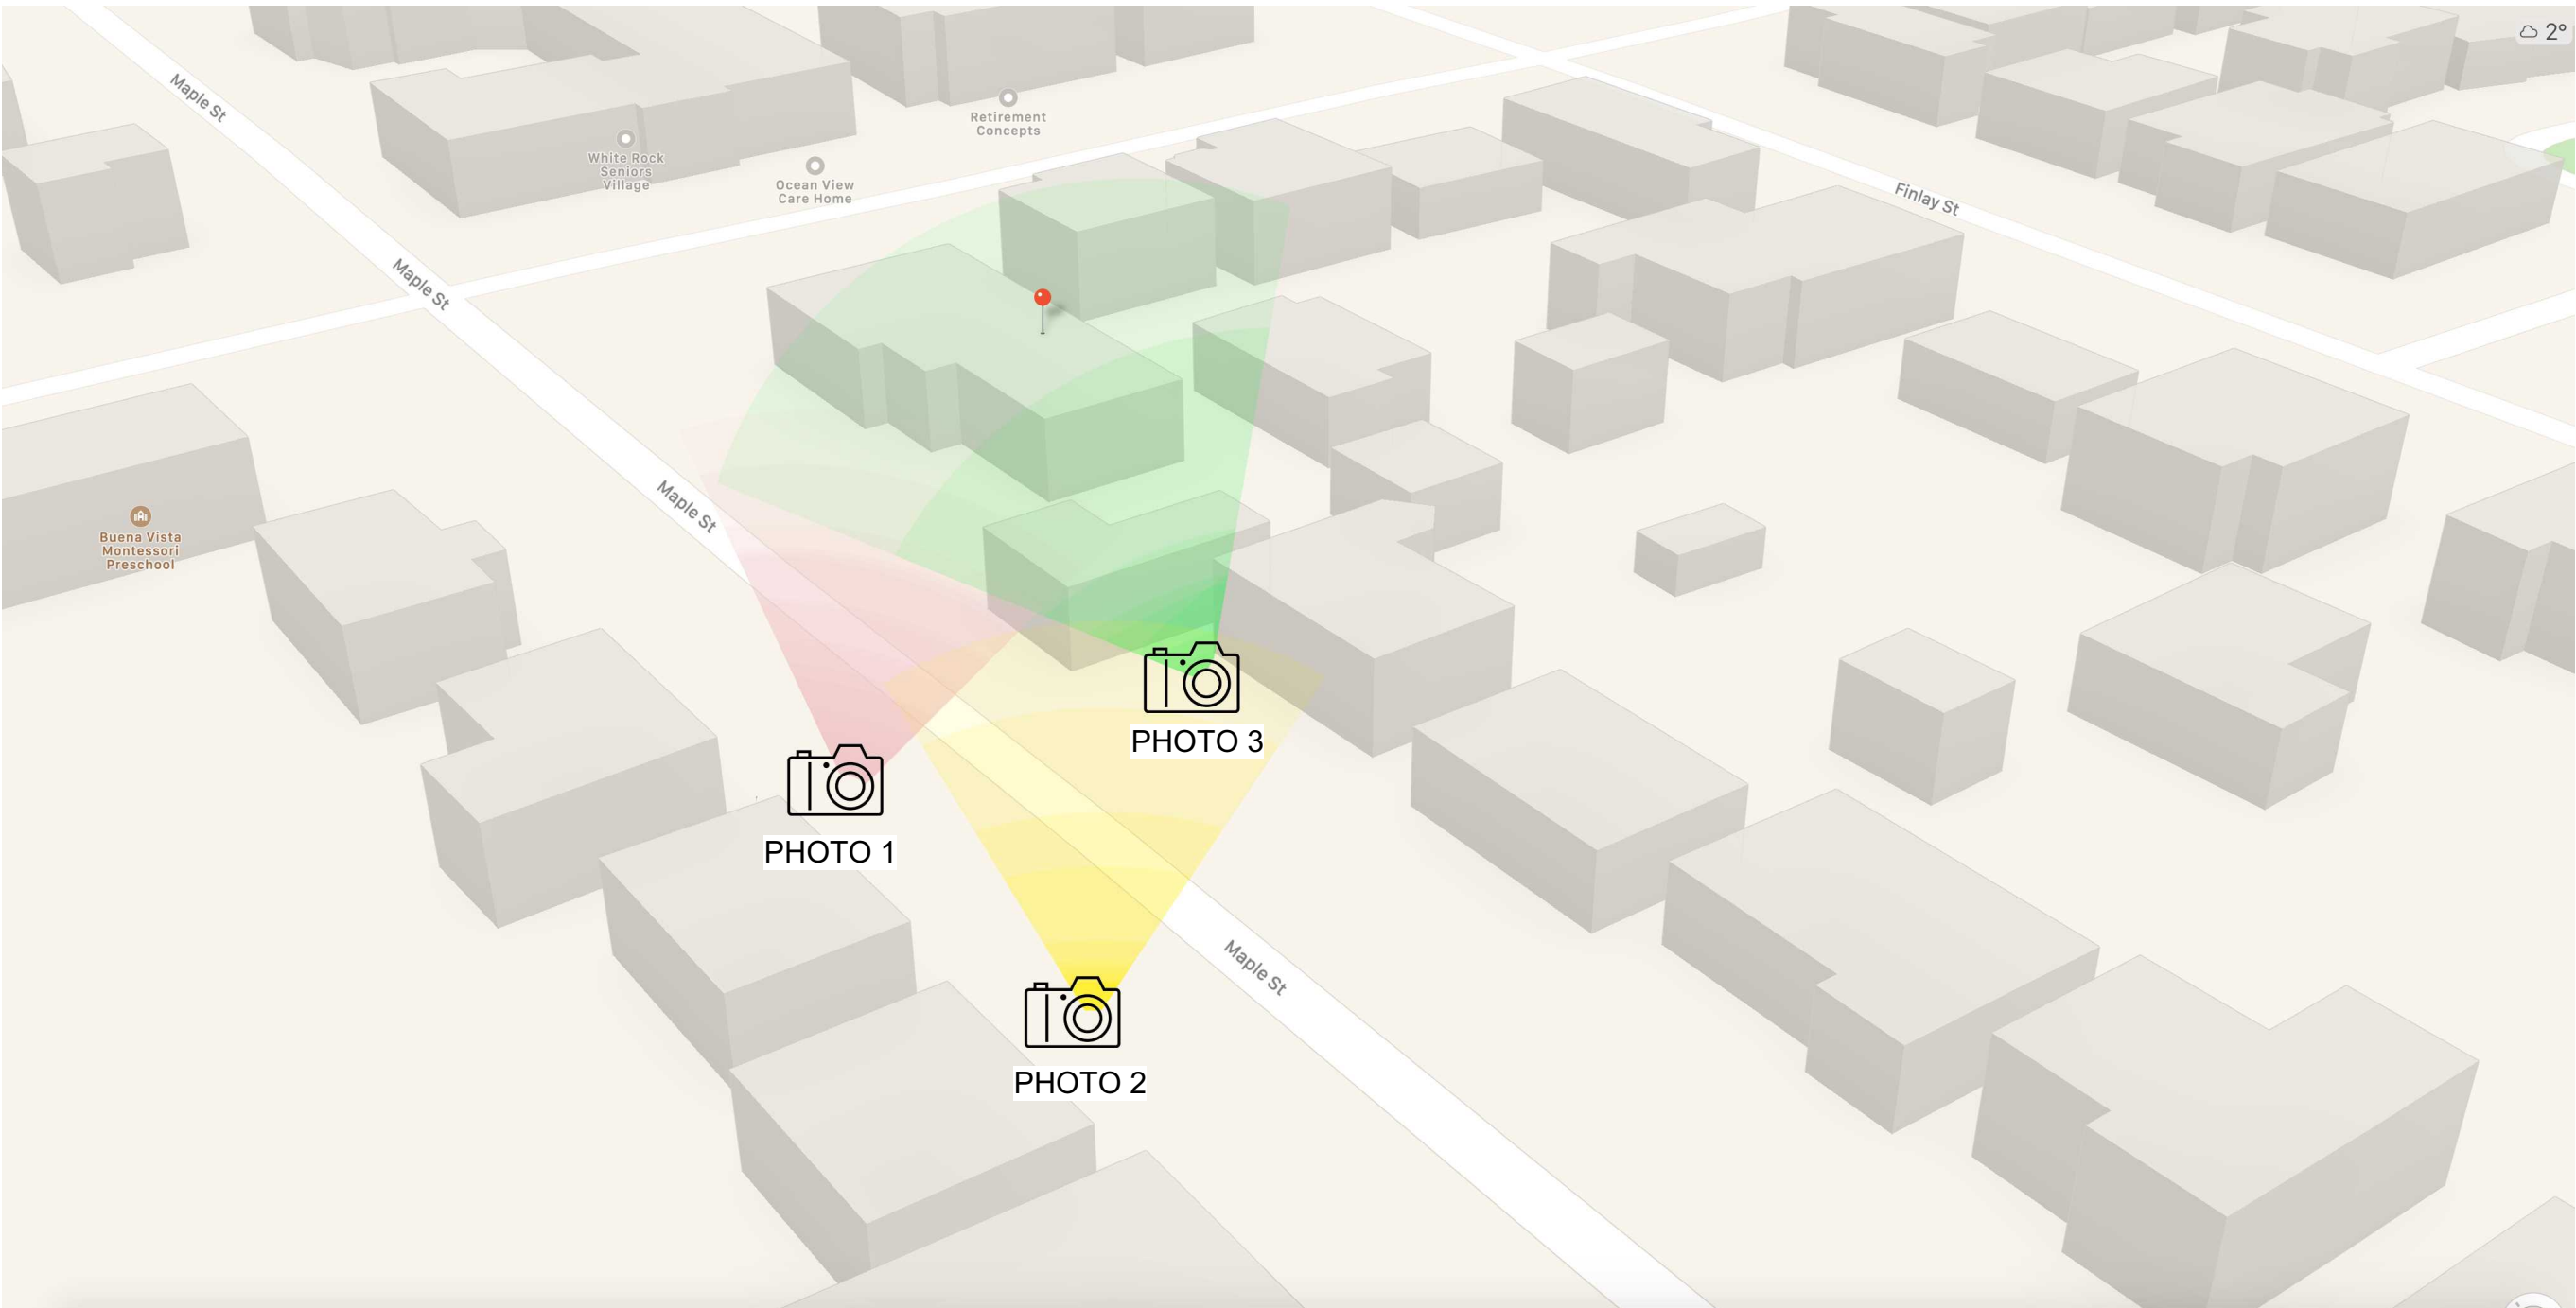 2°
Maple St
Retirement
Concepts
White Rock
Seniors
Village
Ocean View
Care Home
Finlay St
Maple St
Maple St
Buena Vista
Montessori
Preschool
PHOTO 3
PHOTO 1
Maple St
PHOTO 2